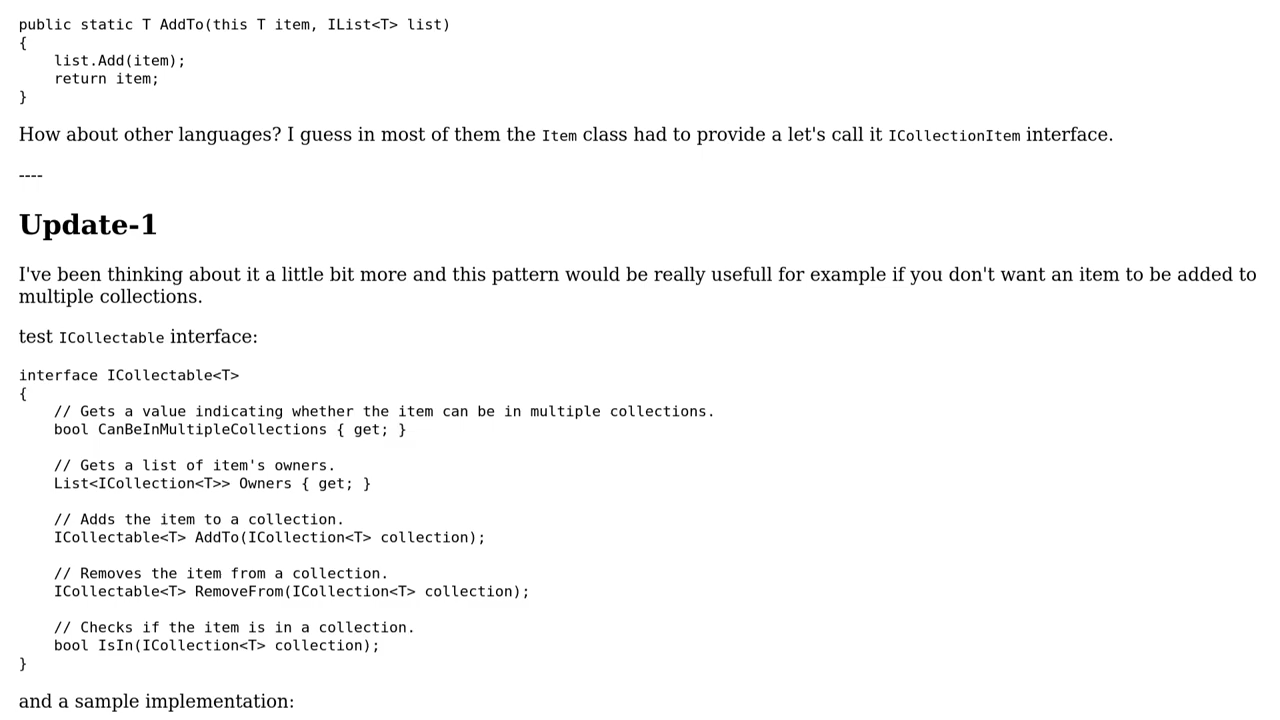 public static T AddTo(this T item, IList<T> list)
{
    list.Add(item);
    return item;
}
How about other languages? I guess in most of them the Item class had to provide a let's call it ICollectionItem interface.
----
Update-1
I've been thinking about it a little bit more and this pattern would be really usefull for example if you don't want an item to be added to
multiple collections.
test ICollectable interface:
interface ICollectable<T>
{
    // Gets a value indicating whether the item can be in multiple collections.
    bool CanBeInMultipleCollections { get; }
    // Gets a list of item's owners.
    List<ICollection<T>> Owners { get; }
    // Adds the item to a collection.
    ICollectable<T> AddTo(ICollection<T> collection);
    // Removes the item from a collection.
    ICollectable<T> RemoveFrom(ICollection<T> collection);
    // Checks if the item is in a collection.
    bool IsIn(ICollection<T> collection);
}
and a sample implementation: